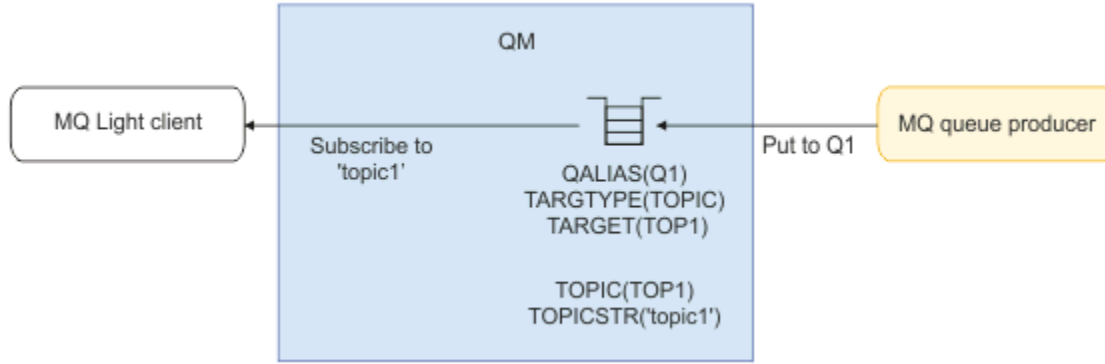 QM
MQ Light client
Subscribe to
'topic1'
Put to Q1
MQ queue producer
QALIAS(Q1)
TARGTYPE(TOPIC)
TARGET(TOP1)
TOPIC(TOP1)
TOPICSTR('topic1')